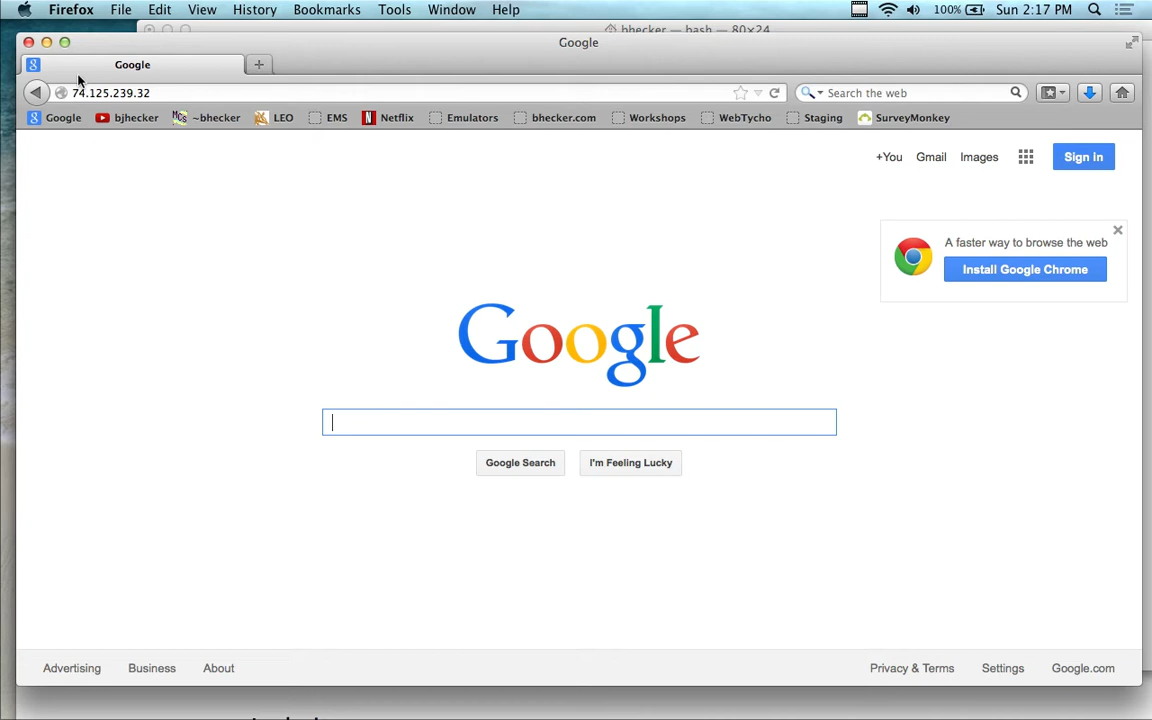 Firefox File Edit View History Bookmarks Tools Window Help 100% Sun 2:17 PM
bhecker — bash — 80×24
Google
Google
74.125.239.32 Search the web
Google bjhecker ~bhecker LEO EMS Netflix Emulators bhecker.com Workshops WebTycho Staging SurveyMonkey
+You Gmail Images Sign in
A faster way to browse the web
Install Google Chrome
Google
Google Search I'm Feeling Lucky
Advertising Business About Privacy & Terms Settings Google.com